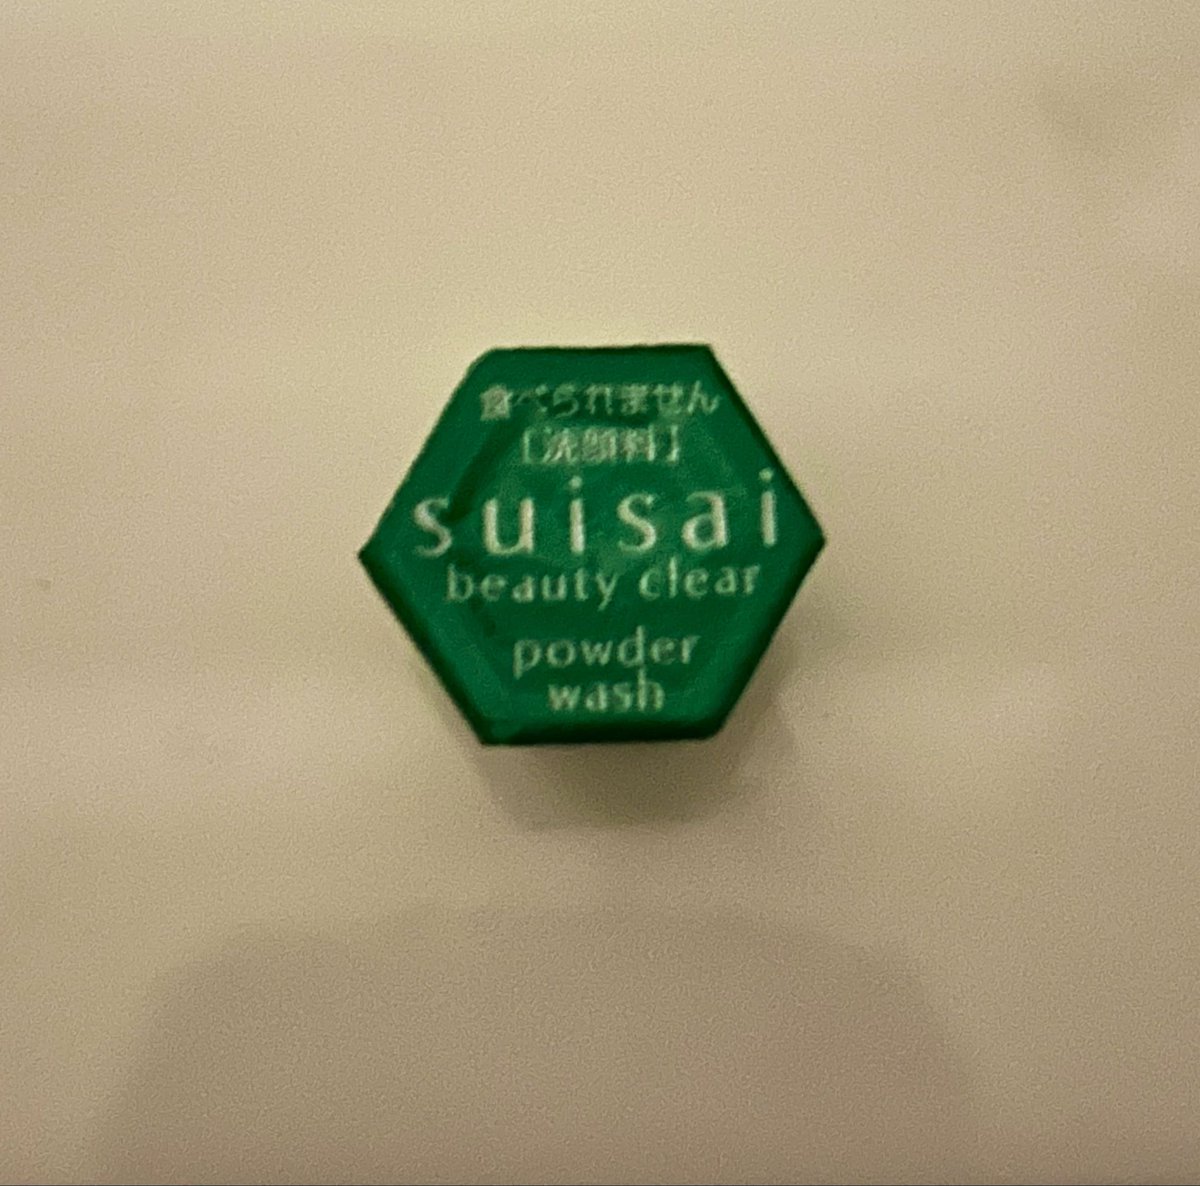 食べられません
[洗顔料]
suisai
beauty clear
powder
wash